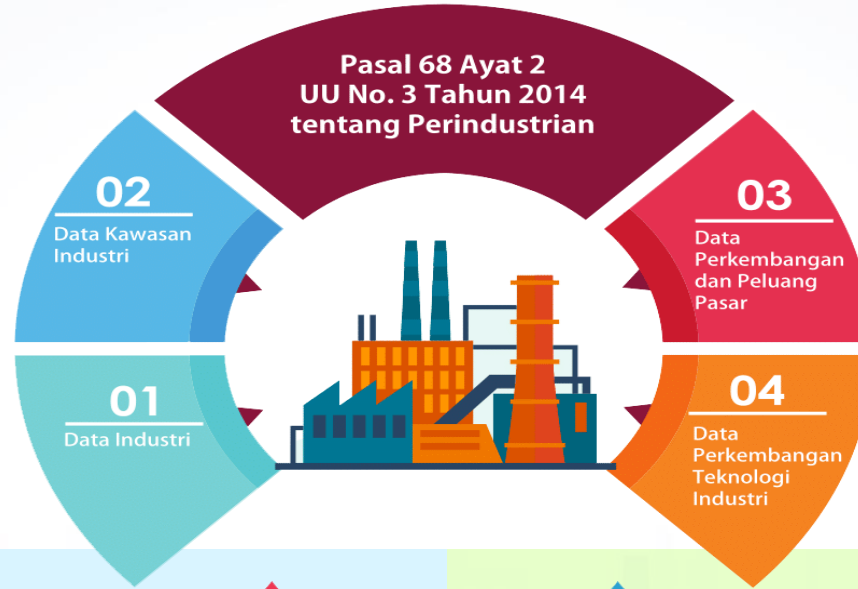 Pasal 68 Ayat 2
UU No. 3 Tahun 2014
tentang Perindustrian
02
Data Kawasan
Industri
03
Data
Perkembangan
dan Peluang
Pasar
01
Data Industri
04
Data
Perkembangan
Teknologi
Industri